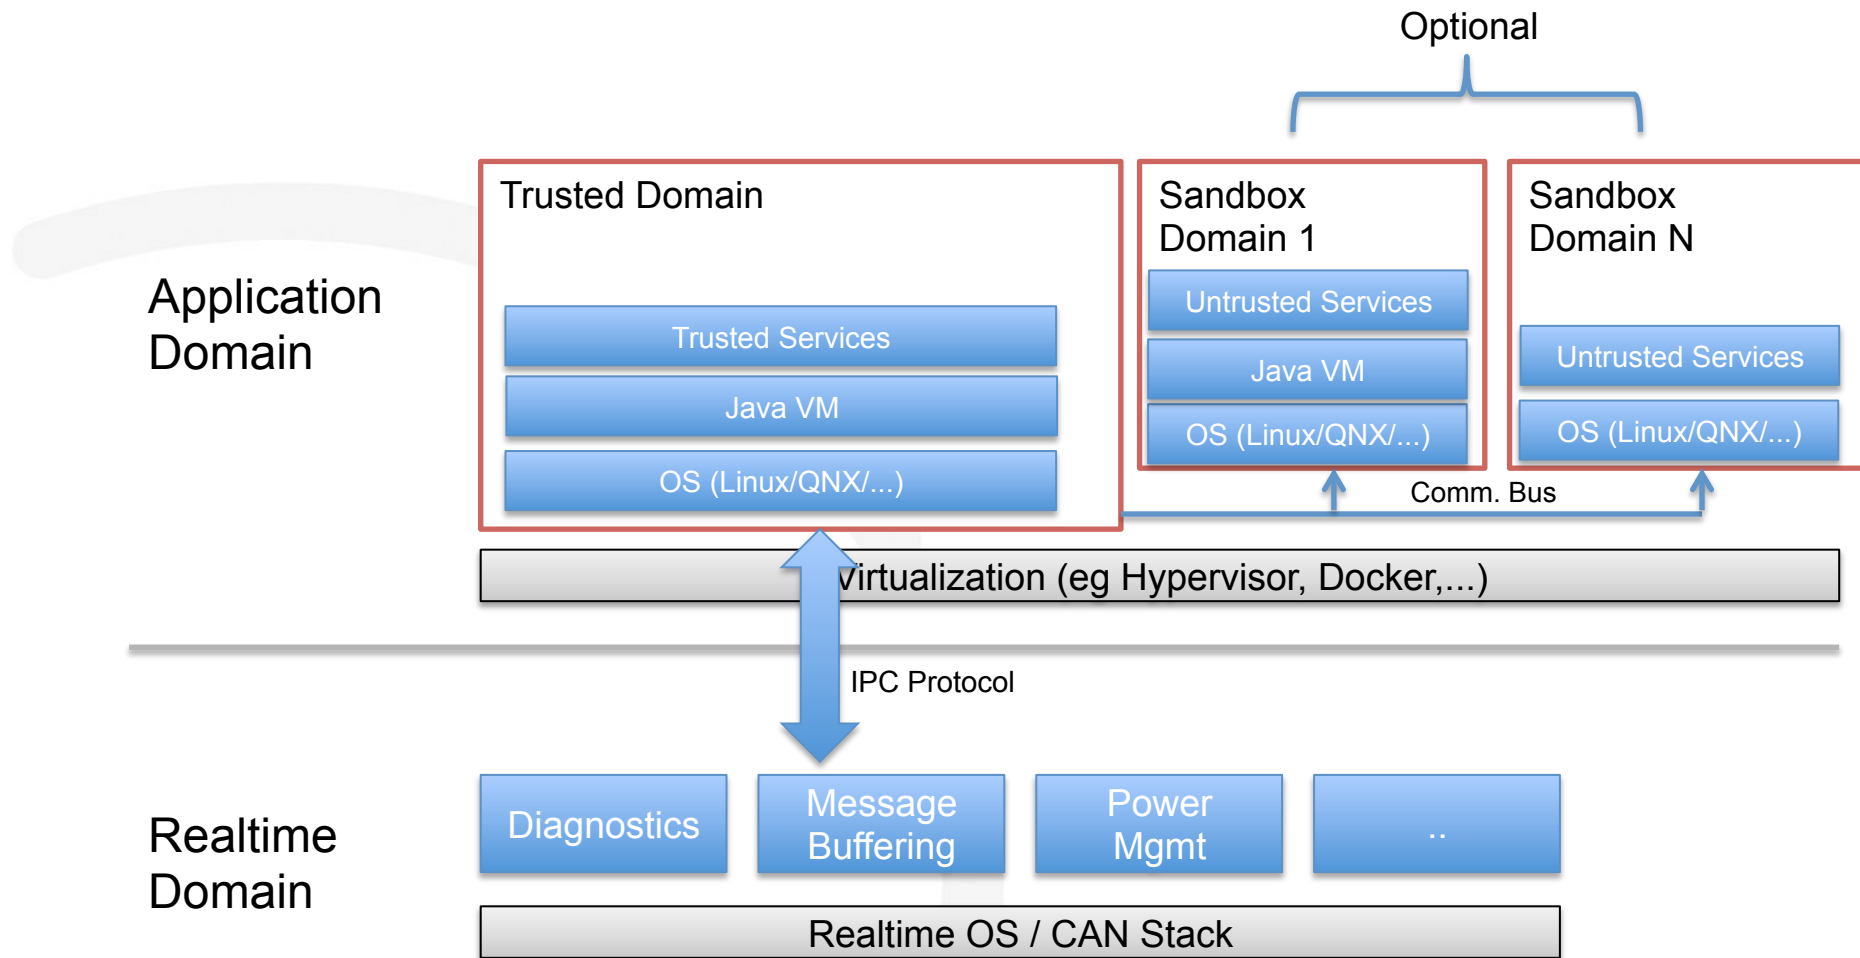 Optional
Trusted Domain
Sandbox
Domain 1
Sandbox
Domain N
Application
Domain
Trusted Services
Java VM
OS (Linux/QNX/...)
Untrusted Services
Java VM
OS (Linux/QNX/...)
Untrusted Services
OS (Linux/QNX/...)
Comm. Bus
Virtualization (eg Hypervisor, Docker,...)
IPC Protocol
Realtime
Domain
Diagnostics
Message
Buffering
Power
Mgmt
..
Realtime OS / CAN Stack